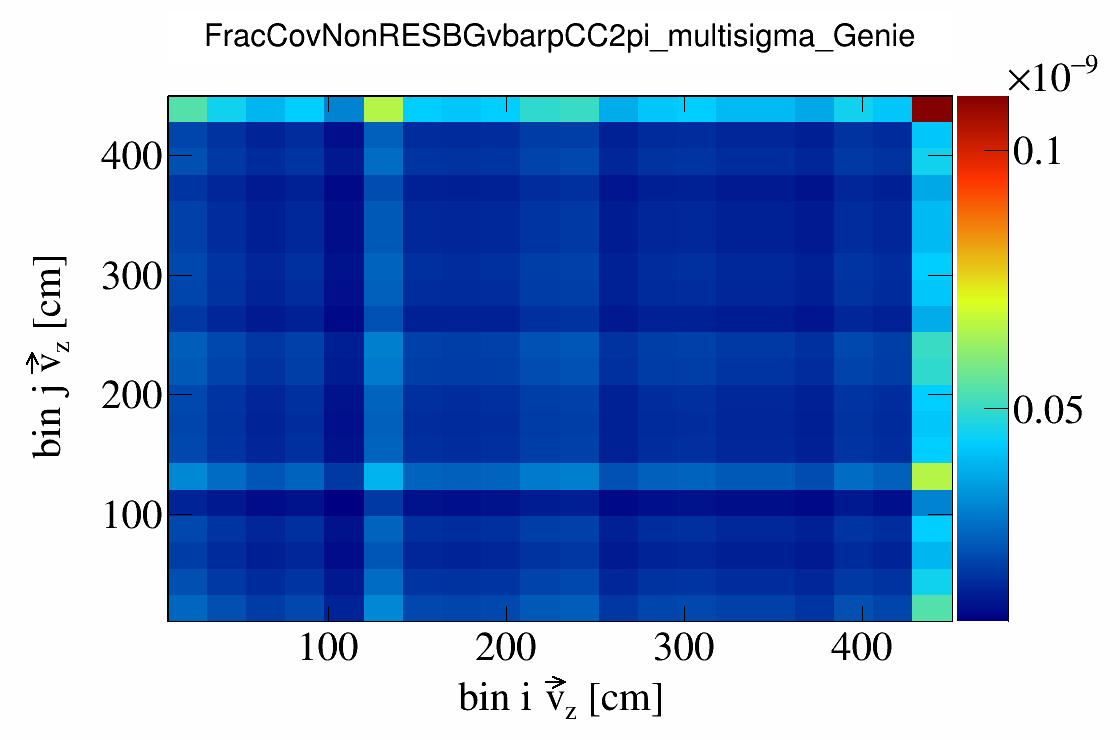 FracCovNonRESBGvbarpCC2pi_multisigma_Genie
×10⁻⁹
0.1
0.05
400
300
200
100
bin j v⃗z [cm]
100 200 300 400
bin i v⃗z [cm]